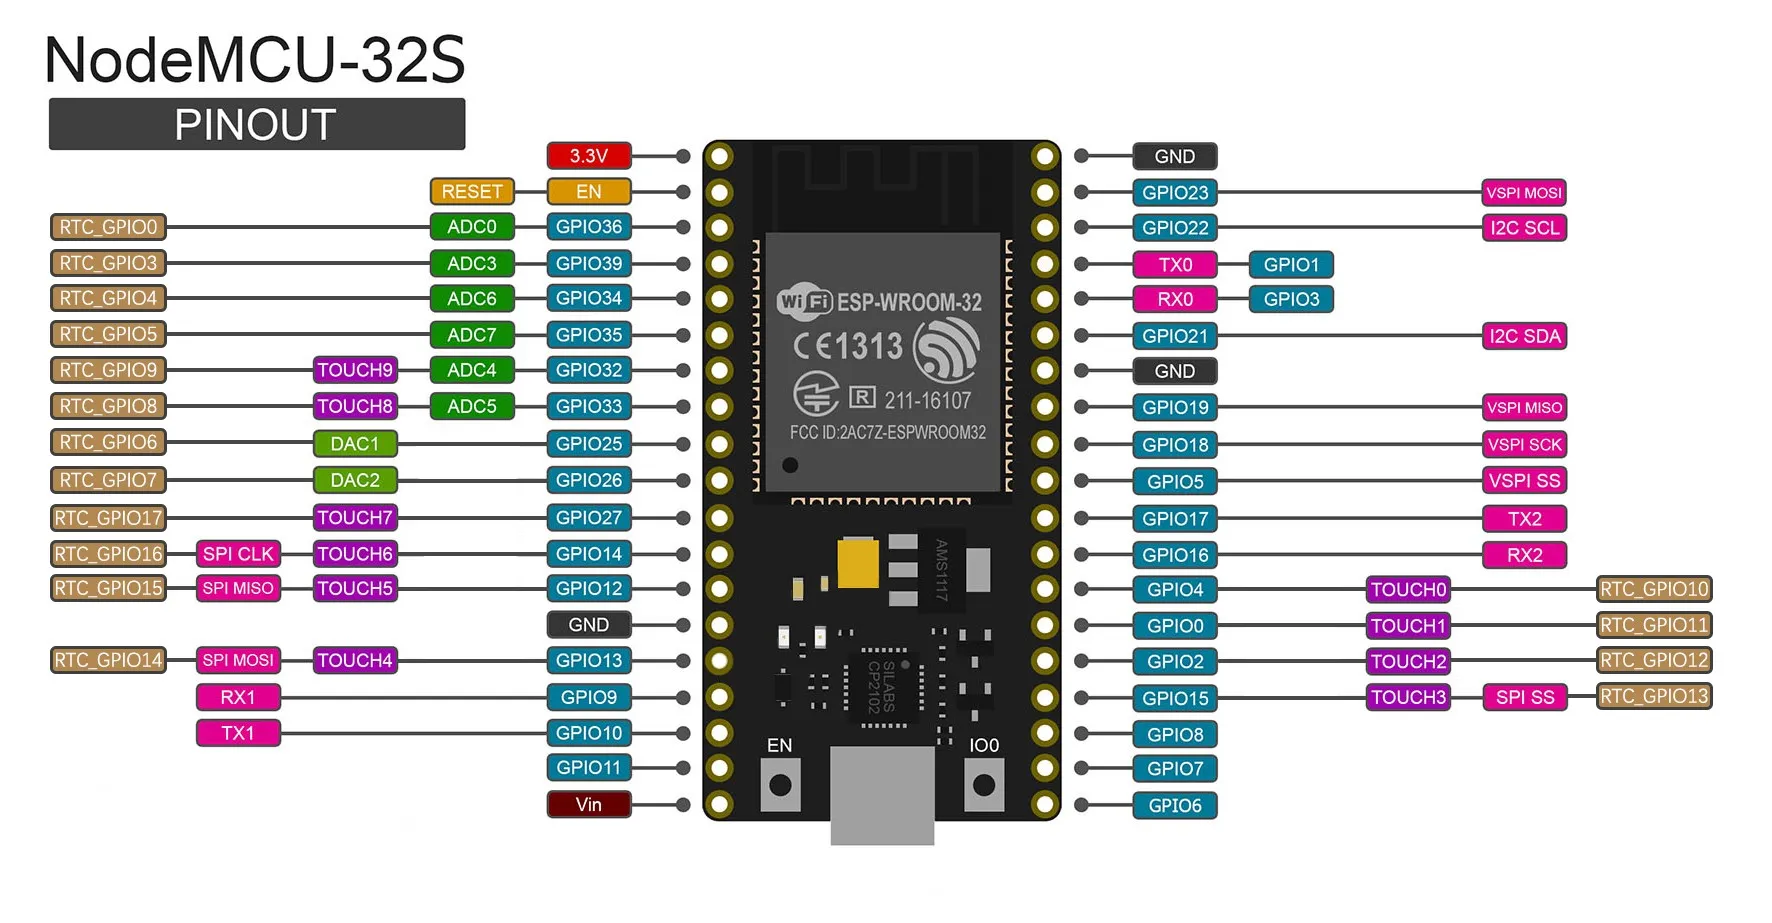 NodeMCU-32S
PINOUT
3.3V
RESET EN
RTC_GPIO0 ADC0 GPIO36
RTC_GPIO3 ADC3 GPIO39
RTC_GPIO4 ADC6 GPIO34
RTC_GPIO5 ADC7 GPIO35
RTC_GPIO9 TOUCH9 ADC4 GPIO32
RTC_GPIO8 TOUCH8 ADC5 GPIO33
RTC_GPIO6 DAC1 GPIO25
RTC_GPIO7 DAC2 GPIO26
RTC_GPIO17 TOUCH7 GPIO27
RTC_GPIO16 SPI CLK TOUCH6 GPIO14
RTC_GPIO15 SPI MISO TOUCH5 GPIO12
GND
RTC_GPIO14 SPI MOSI TOUCH4 GPIO13
RX1 GPIO9
TX1 GPIO10
GPIO11
Vin
WiFi ESP-WROOM-32
CE1313
R 211-16107
FCC ID:2AC7Z-ESPWROOM32
AMS1117
SILABS
CP2102
EN
IO0
GND
GPIO23 VSPI MOSI
GPIO22 I2C SCL
TX0 GPIO1
RX0 GPIO3
GPIO21 I2C SDA
GND
GPIO19 VSPI MISO
GPIO18 VSPI SCK
GPIO5 VSPI SS
GPIO17 TX2
GPIO16 RX2
GPIO4 TOUCH0 RTC_GPIO10
GPIO0 TOUCH1 RTC_GPIO11
GPIO2 TOUCH2 RTC_GPIO12
GPIO15 TOUCH3 SPI SS RTC_GPIO13
GPIO8
GPIO7
GPIO6